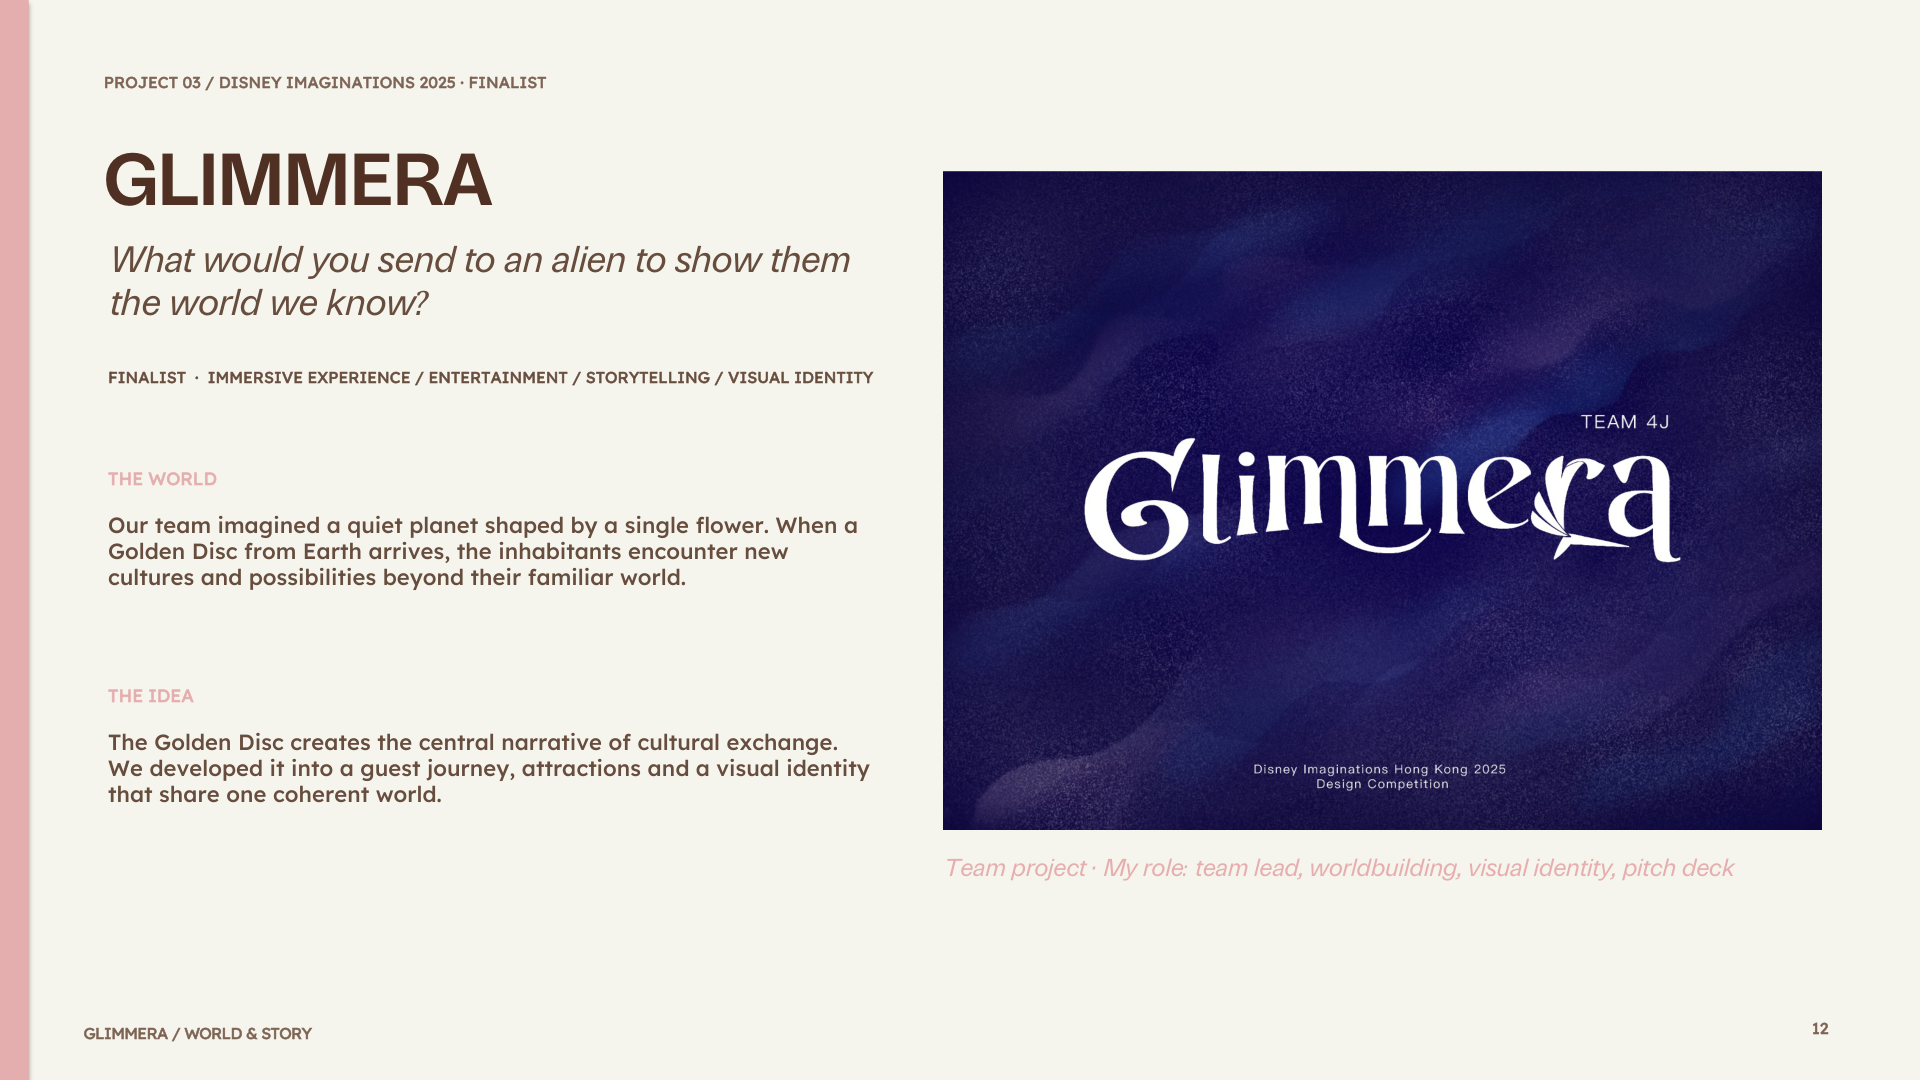 PROJECT 03 / DISNEY IMAGINATIONS 2025 · FINALIST
GLIMMERA
What would you send to an alien to show them
the world we know?
FINALIST · IMMERSIVE EXPERIENCE / ENTERTAINMENT / STORYTELLING / VISUAL IDENTITY
THE WORLD
Our team imagined a quiet planet shaped by a single flower. When a
Golden Disc from Earth arrives, the inhabitants encounter new
cultures and possibilities beyond their familiar world.
THE IDEA
The Golden Disc creates the central narrative of cultural exchange.
We developed it into a guest journey, attractions and a visual identity
that share one coherent world.
TEAM 4J
Glimmera
Disney Imaginations Hong Kong 2025
Design Competition
Team project · My role: team lead, worldbuilding, visual identity, pitch deck
GLIMMERA / WORLD & STORY
12